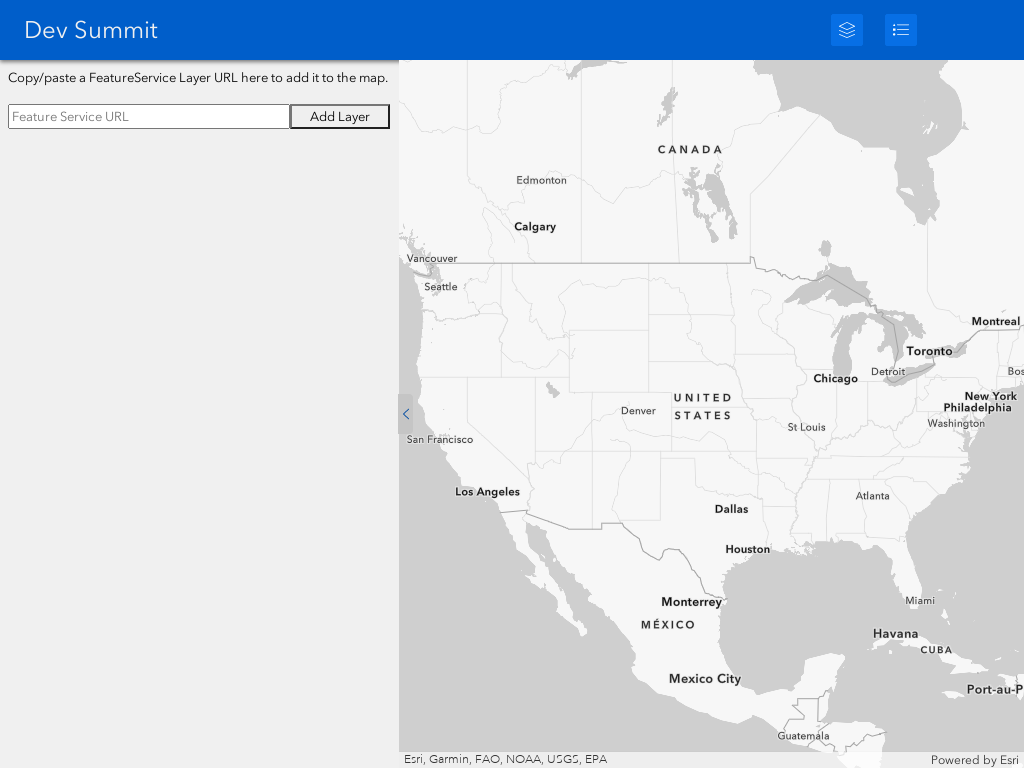 Dev Summit
Copy/paste a FeatureService Layer URL here to add it to the map.
Feature Service URL
Add Layer
CANADA
Edmonton
Calgary
Vancouver
Seattle
Montreal
Toronto
Detroit
Chicago
Bos
New York
Philadelphia
Washington
UNITED
STATES
Denver
St Louis
San Francisco
Los Angeles
Atlanta
Dallas
Houston
Miami
Monterrey
MÉXICO
Havana
CUBA
Mexico City
Port-au-P
Guatemala
Esri, Garmin, FAO, NOAA, USGS, EPA
Powered by Esri